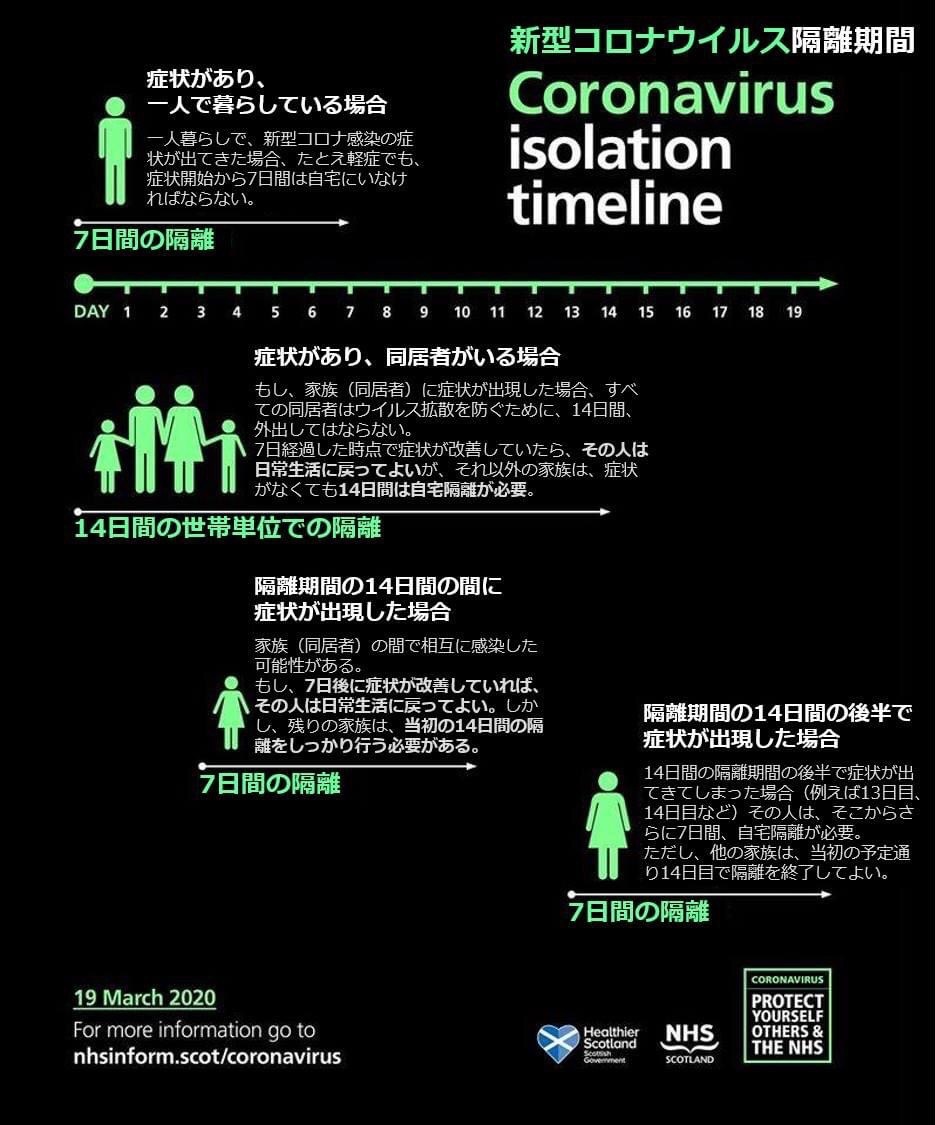 新型コロナウイルス隔離期間
Coronavirus
isolation
timeline
症状があり、
一人で暮らしている場合
一人暮らしで、新型コロナ感染の症
状が出てきた場合、たとえ軽症でも、
症状開始から7日間は自宅にいなけ
ればならない。
7日間の隔離
DAY 1 2 3 4 5 6 7 8 9 10 11 12 13 14 15 16 17 18 19
症状があり、同居者がいる場合
もし、家族（同居者）に症状が出現した場合、すべ
ての同居者はウイルス拡散を防ぐために、14日間、
外出してはならない。
7日経過した時点で症状が改善していたら、その人は
日常生活に戻ってよいが、それ以外の家族は、症状
がなくても14日間は自宅隔離が必要。
14日間の世帯単位での隔離
隔離期間の14日間の間に
症状が出現した場合
家族（同居者）の間で相互に感染した
可能性がある。
もし、7日後に症状が改善していれば、
その人は日常生活に戻ってよい。しか
し、残りの家族は、当初の14日間の隔
離をしっかり行う必要がある。
7日間の隔離
隔離期間の14日間の後半で
症状が出現した場合
14日間の隔離期間の後半で症状が出
てきてしまった場合（例えば13日目、
14日目など）その人は、そこからさ
らに7日間、自宅隔離が必要。
ただし、他の家族は、当初の予定通
り14日目で隔離を終了してよい。
7日間の隔離
19 March 2020
For more information go to
nhsinform.scot/coronavirus
Healthier
Scotland
Scottish
Government
NHS
SCOTLAND
CORONAVIRUS
PROTECT
YOURSELF
OTHERS &
THE NHS